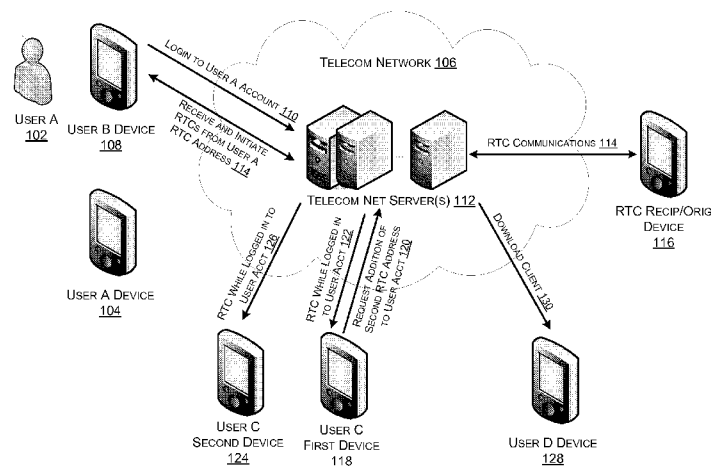 TELECOM NETWORK 106
USER A
102
USER B DEVICE
108
LOGIN TO USER A ACCOUNT 110
RECEIVE AND INITIATE
RTCS FROM USER A
RTC ADDRESS 114
TELECOM NET SERVER(S) 112
RTC COMMUNICATIONS 114
RTC RECIP/ORIG
DEVICE
116
USER A DEVICE
104
RTC WHILE LOGGED IN TO
USER ACCT 126
RTC WHILE LOGGED IN
TO USER ACCT 122
REQUEST ADDITION OF
SECOND RTC ADDRESS
TO USER ACCT 120
DOWNLOAD CLIENT 130
USER C
SECOND DEVICE
124
USER C
FIRST DEVICE
118
USER D DEVICE
128